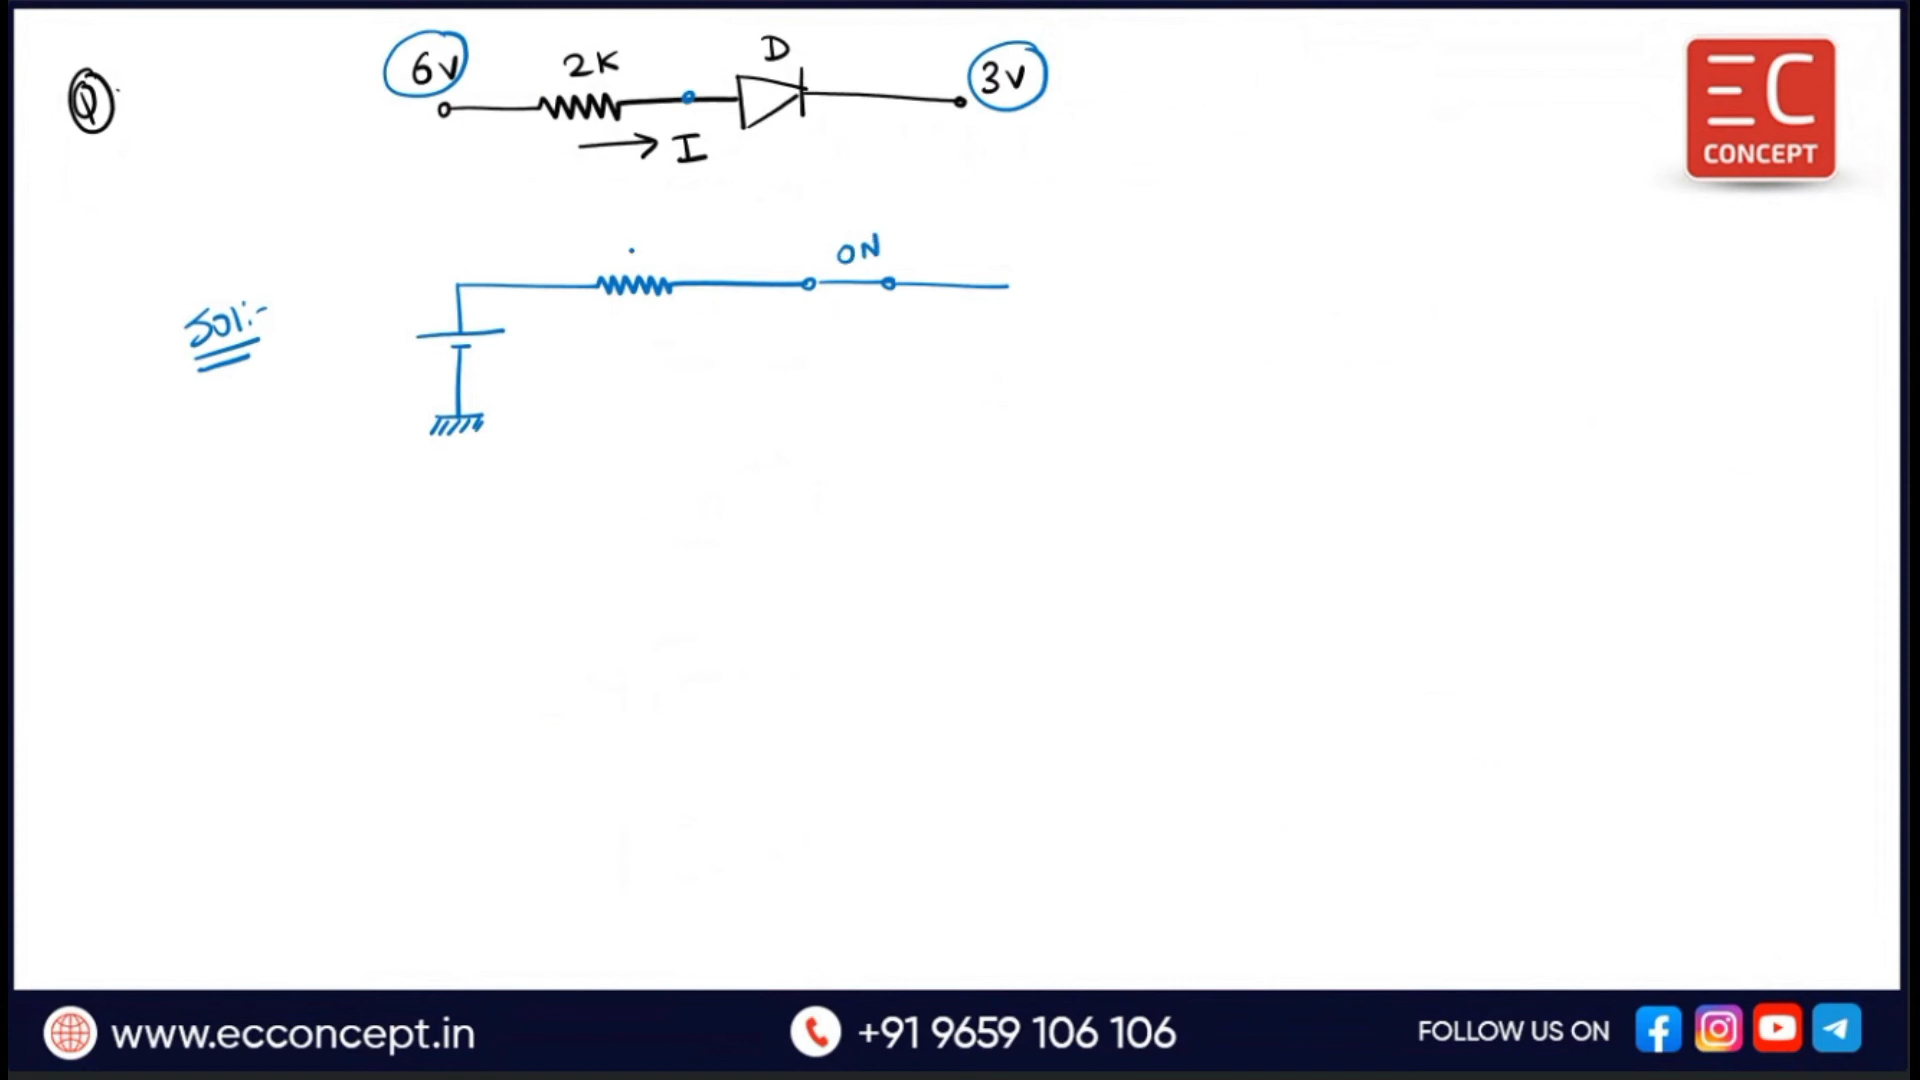 Q
6V 2K D 3V
I
ON
Sol:-
EC
CONCEPT
www.ecconcept.in +91 9659 106 106 FOLLOW US ON